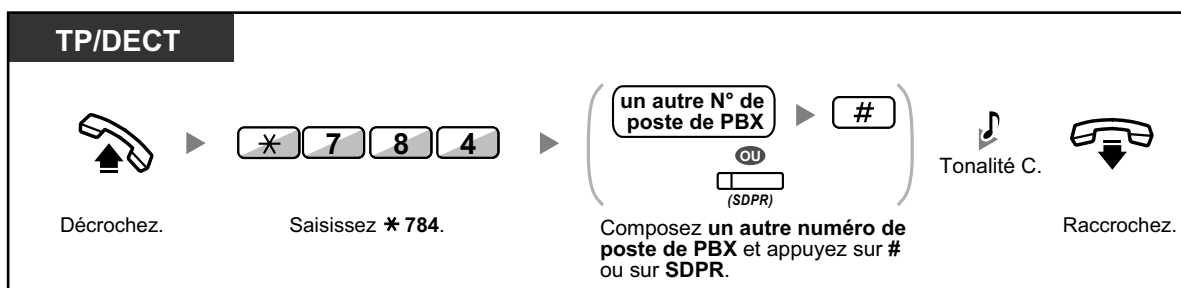 TP/DECT
un autre N° de
poste de PBX
#
* 7 8 4
OU
(SDPR)
Tonalité C.
Décrochez.
Saisissez * 784.
Composez un autre numéro de
poste de PBX et appuyez sur #
ou sur SDPR.
Raccrochez.